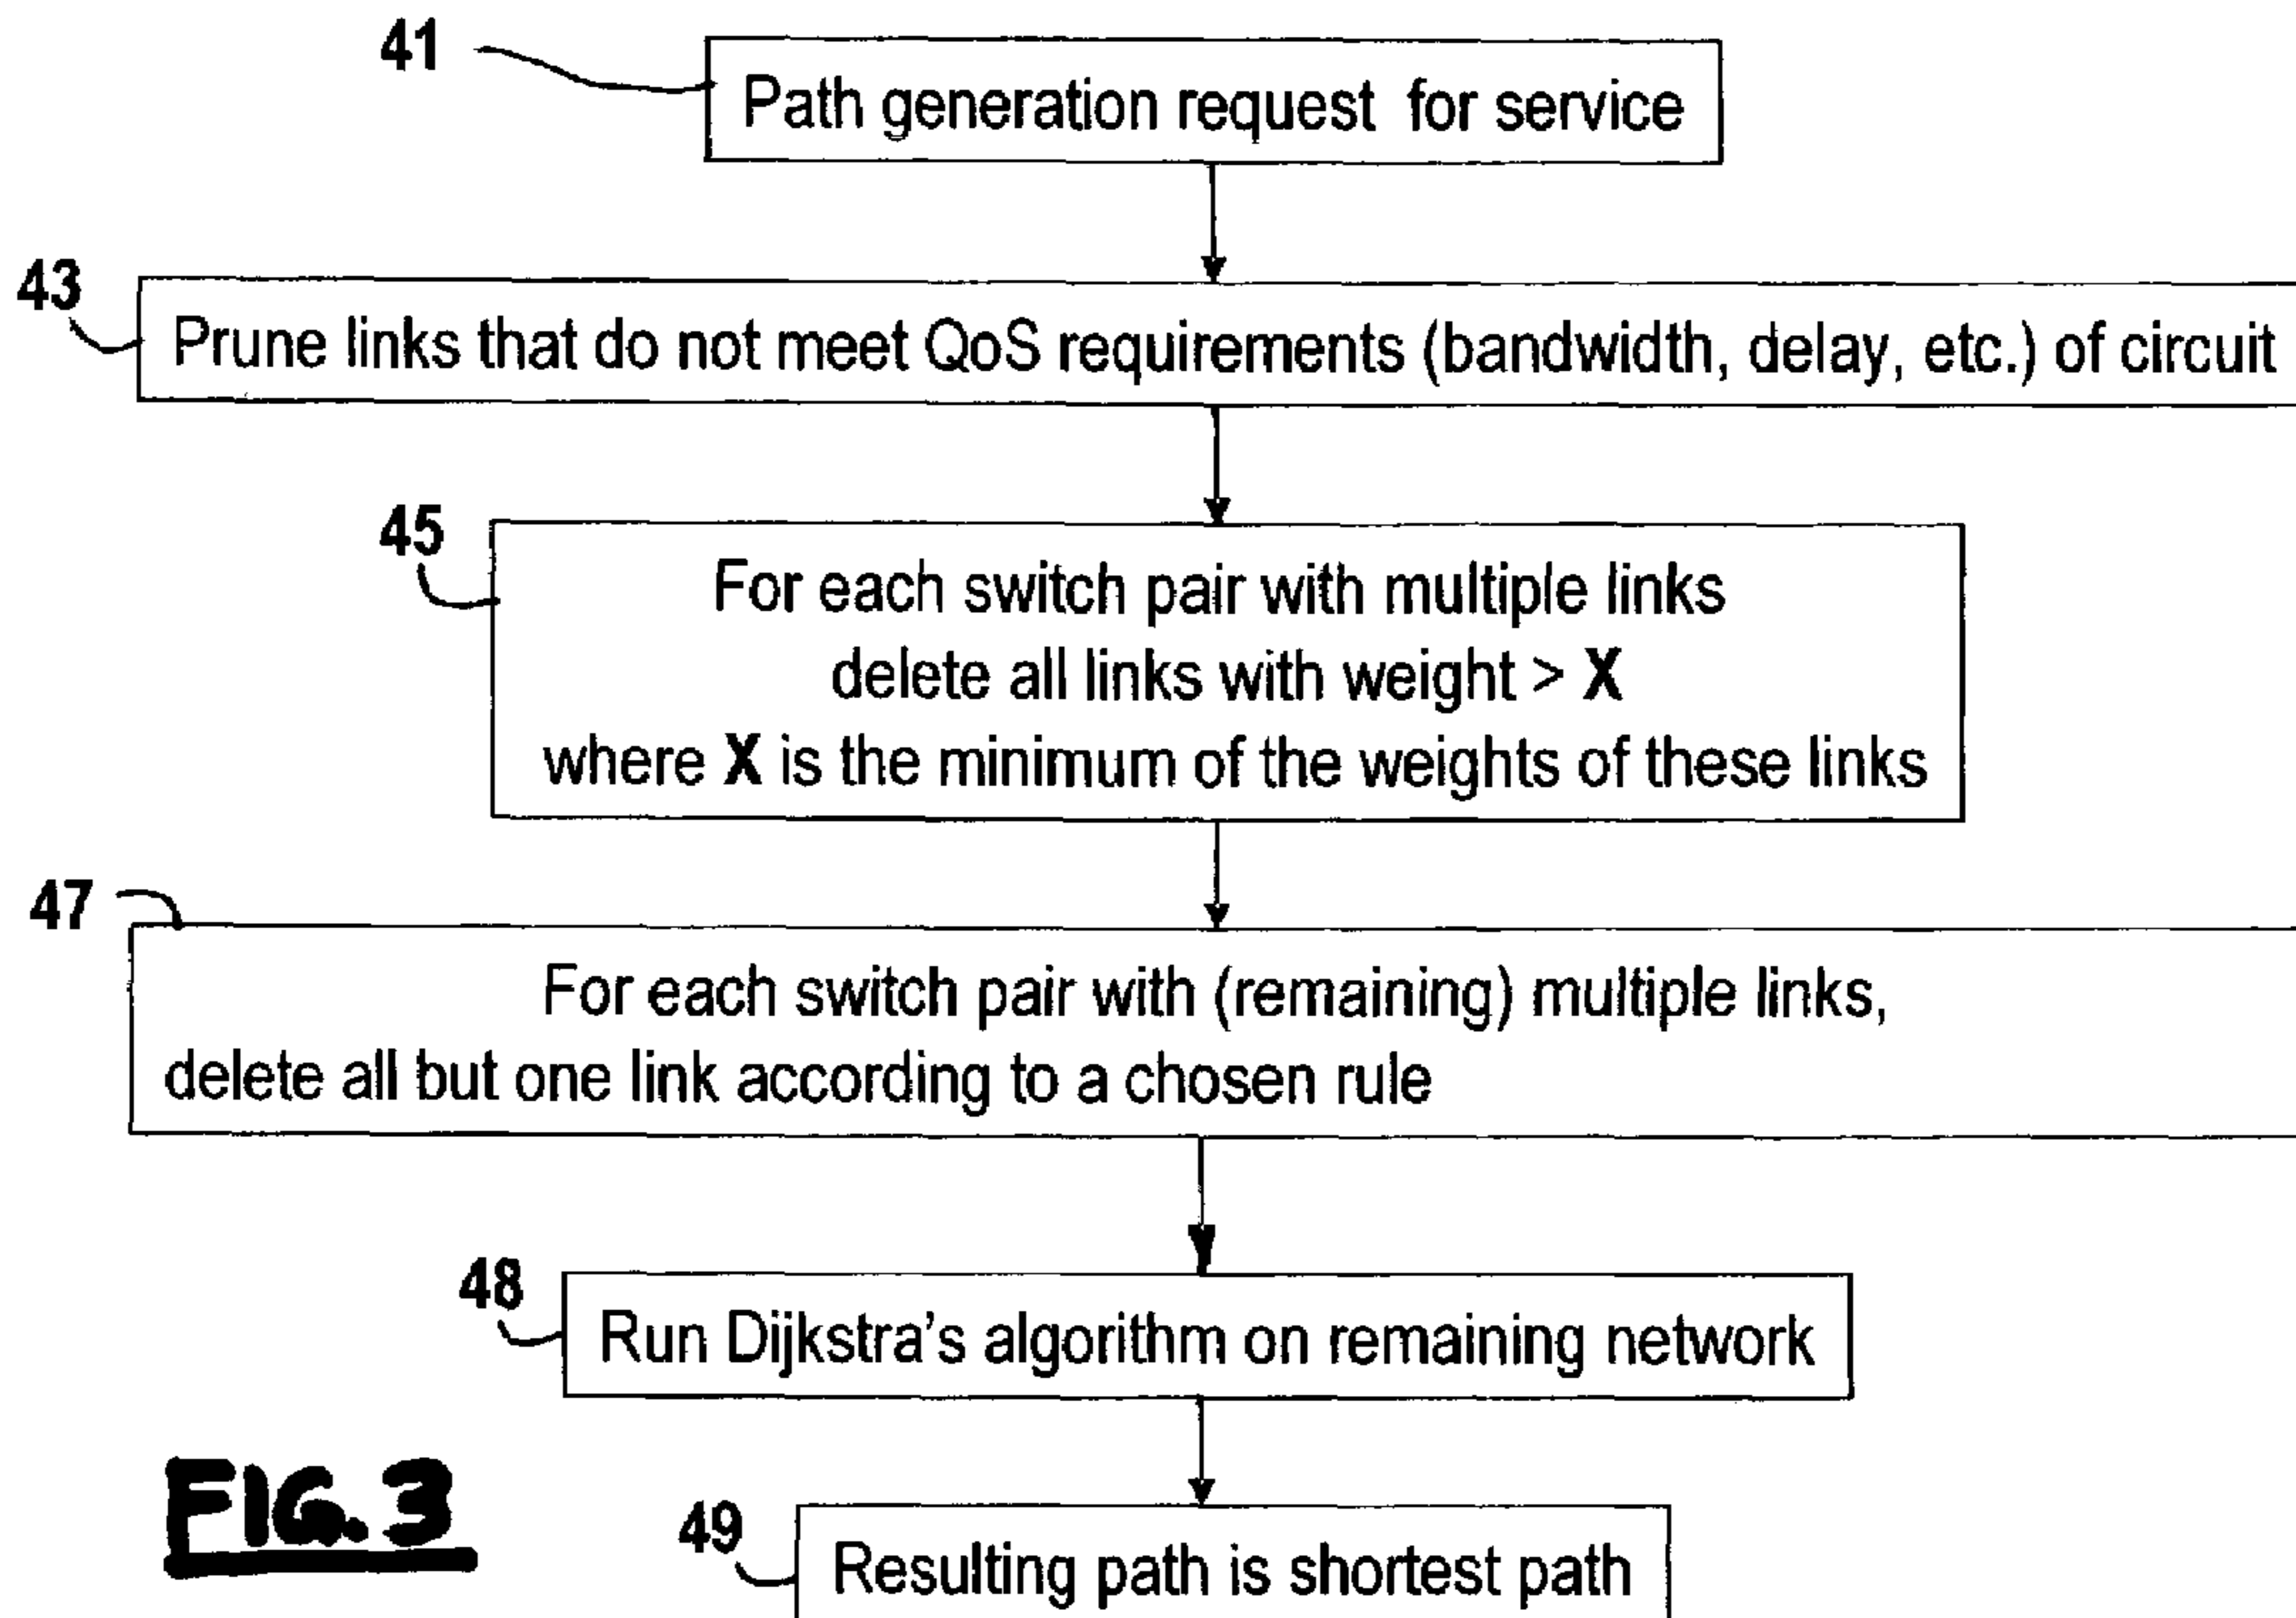 41
Path generation request for service
43
Prune links that do not meet QoS requirements (bandwidth, delay, etc.) of circuit
45
For each switch pair with multiple links
delete all links with weight > X
where X is the minimum of the weights of these links
47
For each switch pair with (remaining) multiple links,
delete all but one link according to a chosen rule
48
Run Dijkstra's algorithm on remaining network
FIG. 3
49
Resulting path is shortest path